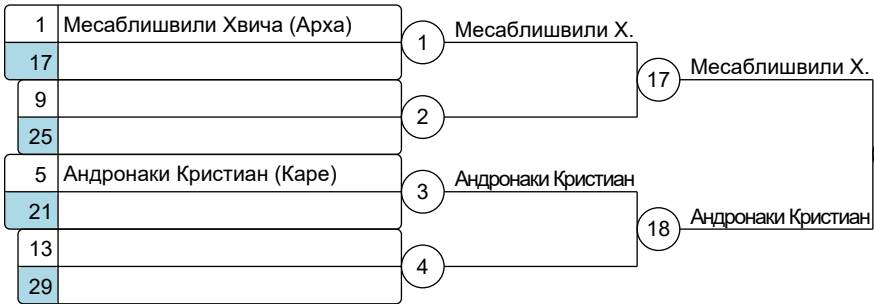 1 Месаблишвили Хвича (Арха)
17
1 Месаблишвили Х.
9
25
2
17 Месаблишвили Х.
5 Андронаки Кристиан (Каре)
21
3 Андронаки Кристиан
13
29
4
18 Андронаки Кристиан